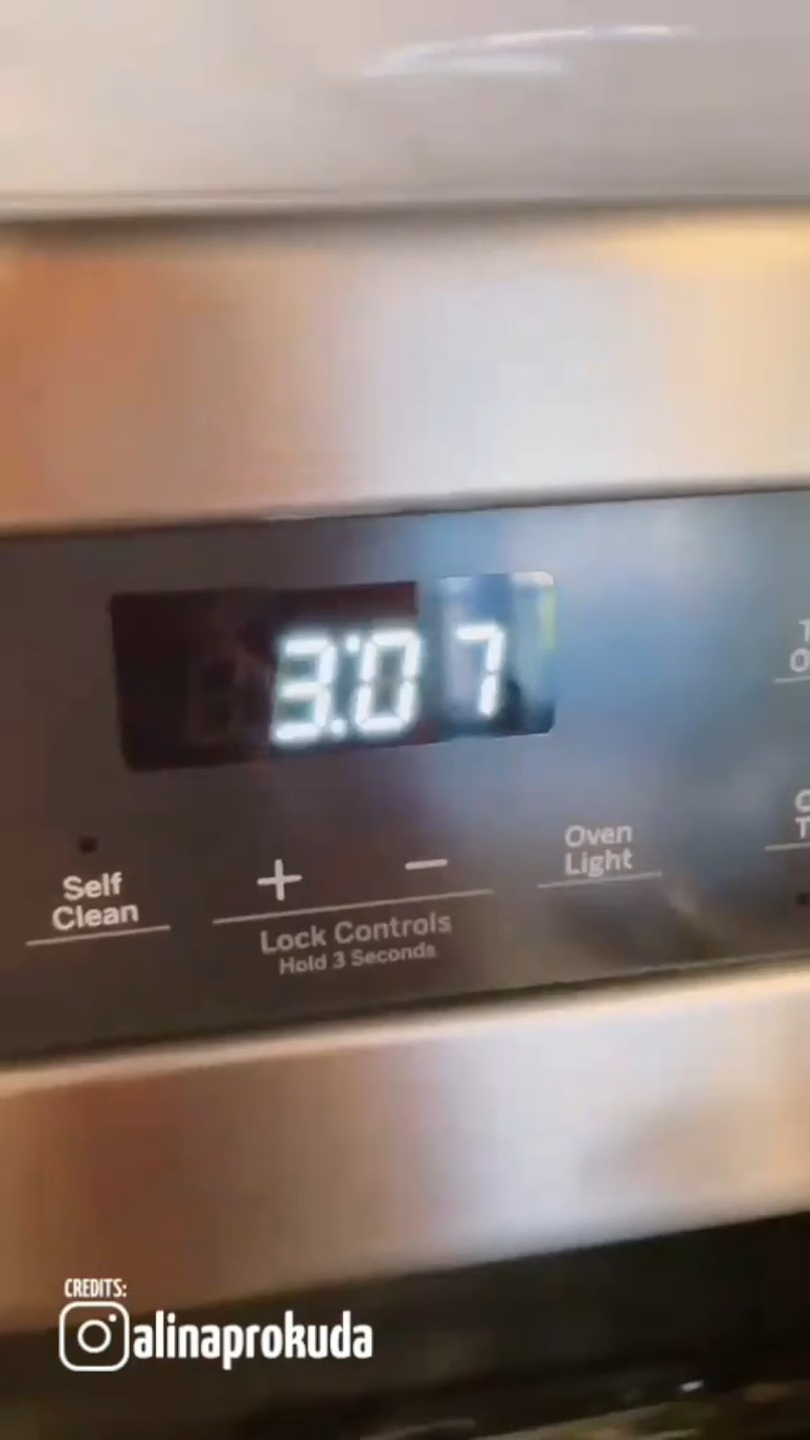 3:07
Self
Clean
+
−
Oven
Light
Lock Controls
Hold 3 Seconds
CREDITS:
alinaprokuda